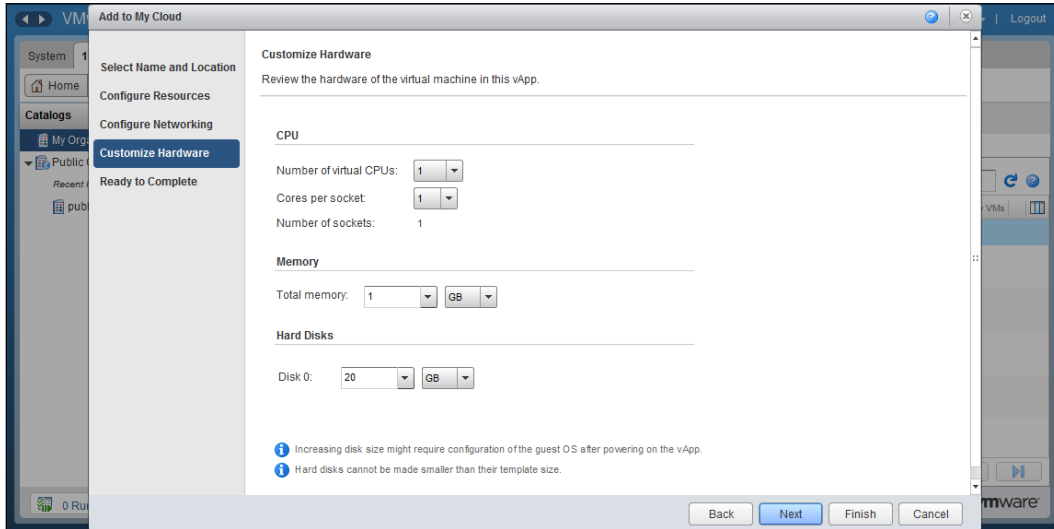 VM
Add to My Cloud
| Logout
System 1
Home
Catalogs
My Orga
Public
Recent
publ
VMs
0 Ru
mware
Select Name and Location
Configure Resources
Configure Networking
Customize Hardware
Ready to Complete
Customize Hardware
Review the hardware of the virtual machine in this vApp.
CPU
Number of virtual CPUs: 1
Cores per socket: 1
Number of sockets: 1
Memory
Total memory: 1 GB
Hard Disks
Disk 0: 20 GB
Increasing disk size might require configuration of the guest OS after powering on the vApp.
Hard disks cannot be made smaller than their template size.
Back Next Finish Cancel